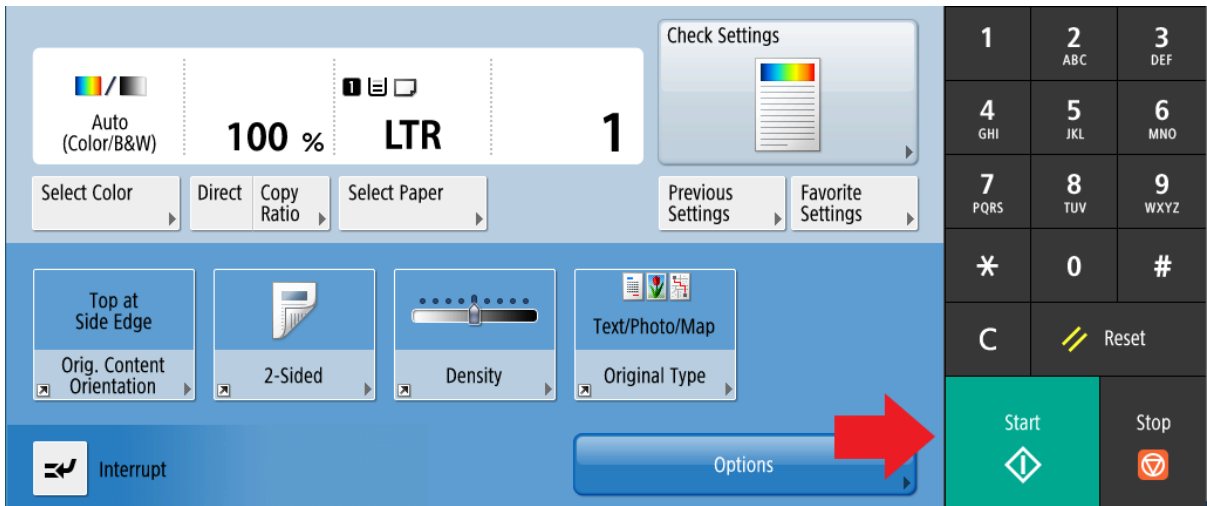 Check Settings
Auto
(Color/B&W)
100 %
1
LTR
1
Select Color
Direct
Copy
Ratio
Select Paper
Previous
Settings
Favorite
Settings
Top at
Side Edge
Orig. Content
Orientation
2-Sided
Density
Text/Photo/Map
Original Type
Interrupt
Options
1
2
ABC
3
DEF
4
GHI
5
JKL
6
MNO
7
PQRS
8
TUV
9
WXYZ
*
0
#
C
Reset
Start
Stop